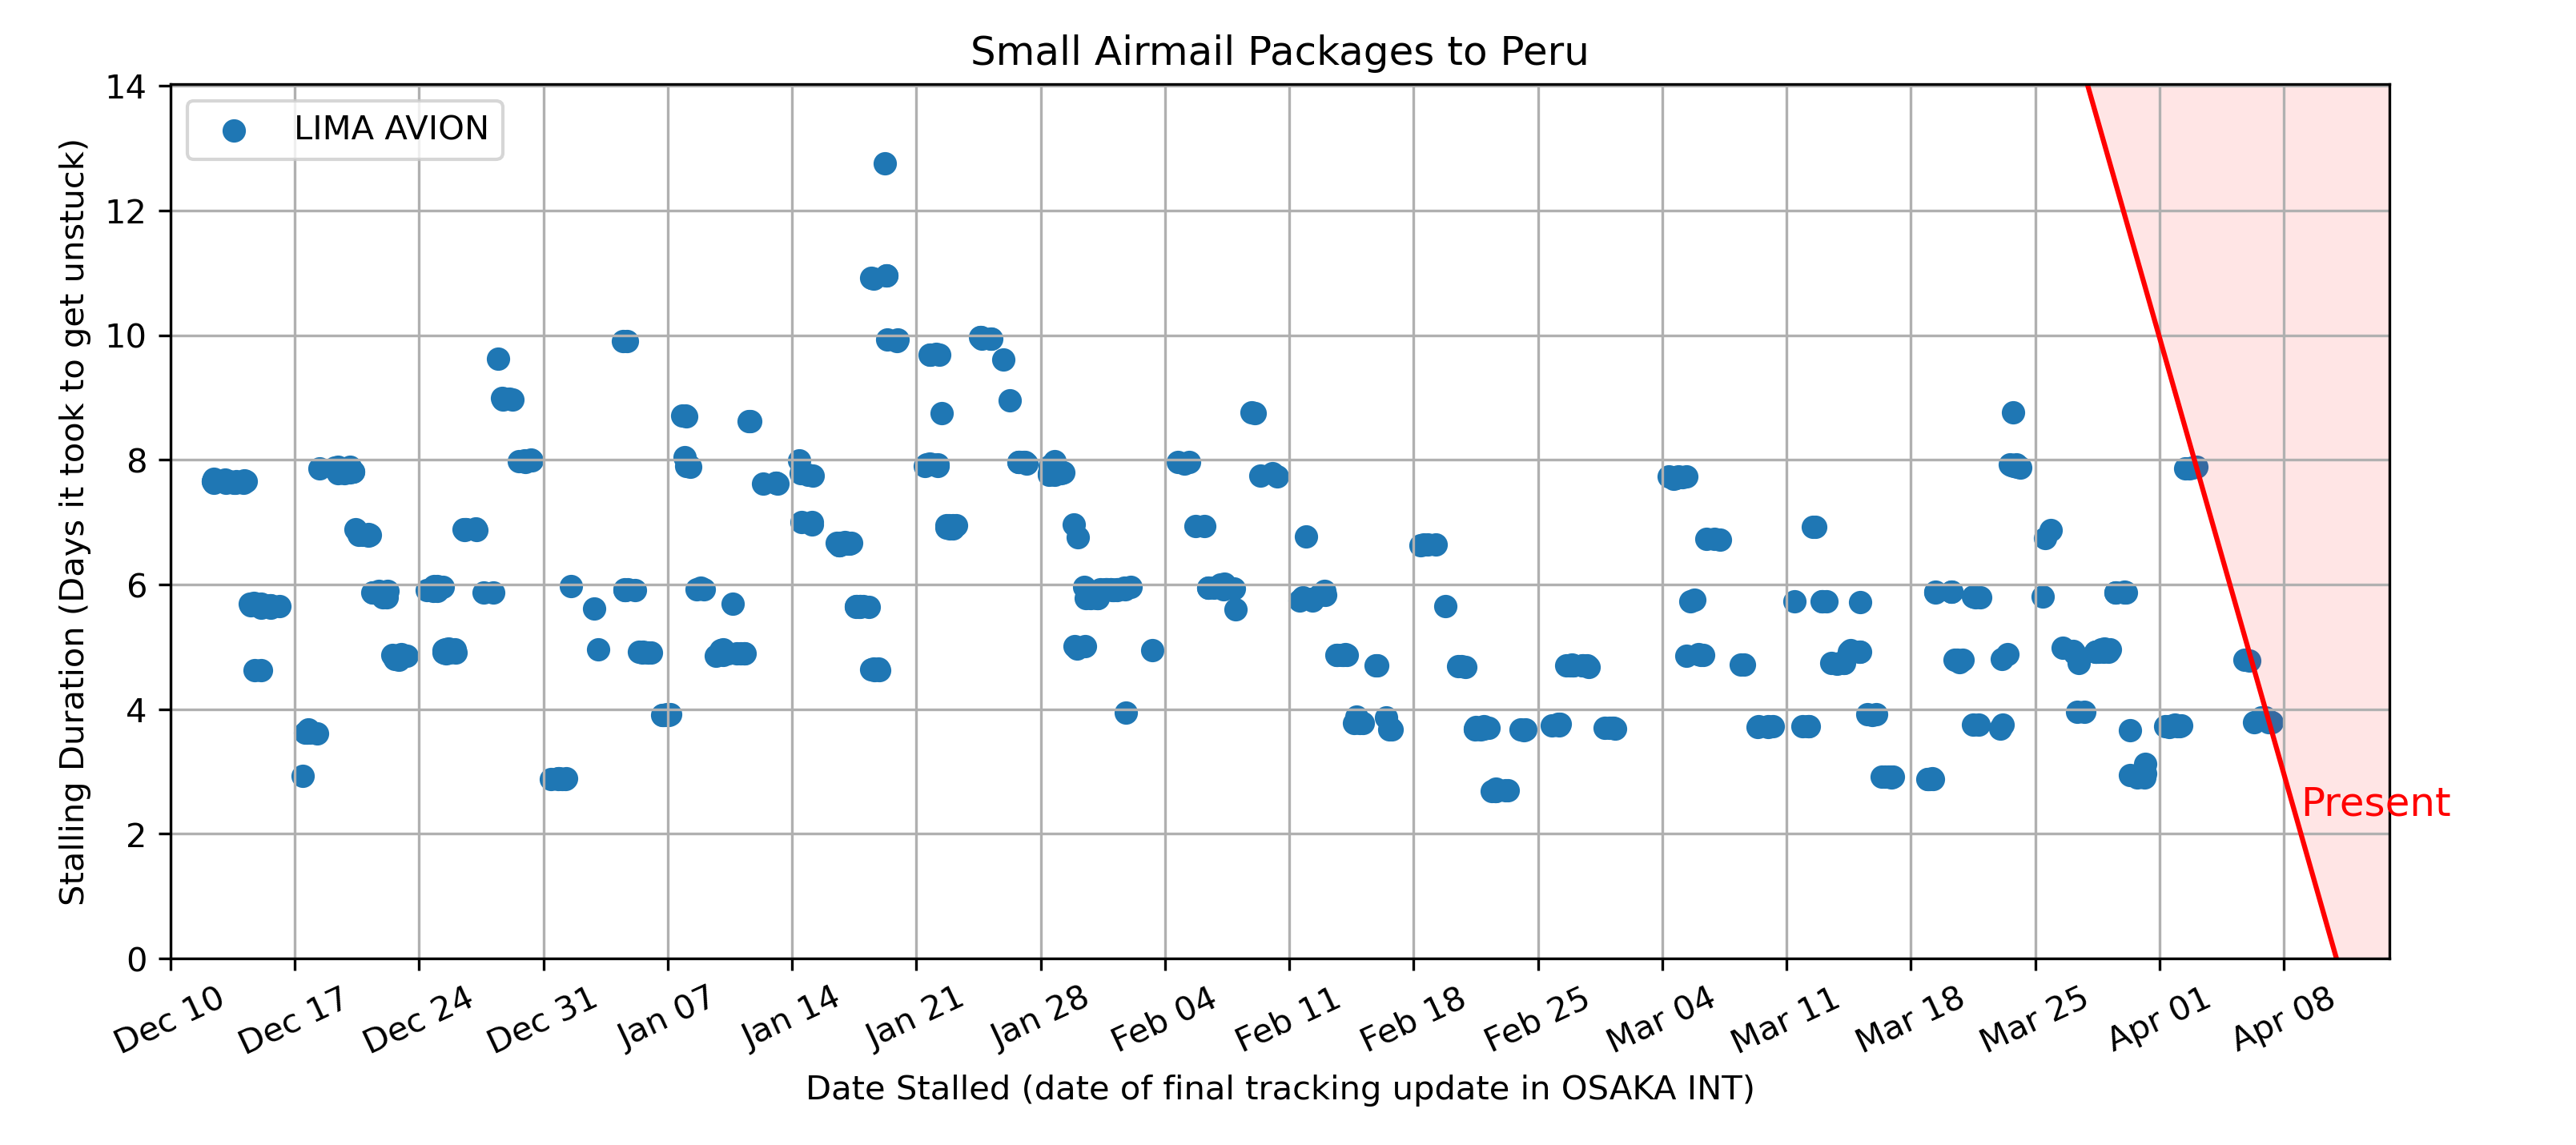 Small Airmail Packages to Peru
LIMA AVION
Stalling Duration (Days it took to get unstuck)
14
12
10
8
6
4
2
0
Present
Dec 10
Dec 17
Dec 24
Dec 31
Jan 07
Jan 14
Jan 21
Jan 28
Feb 04
Feb 11
Feb 18
Feb 25
Mar 04
Mar 11
Mar 18
Mar 25
Apr 01
Apr 08
Date Stalled (date of final tracking update in OSAKA INT)